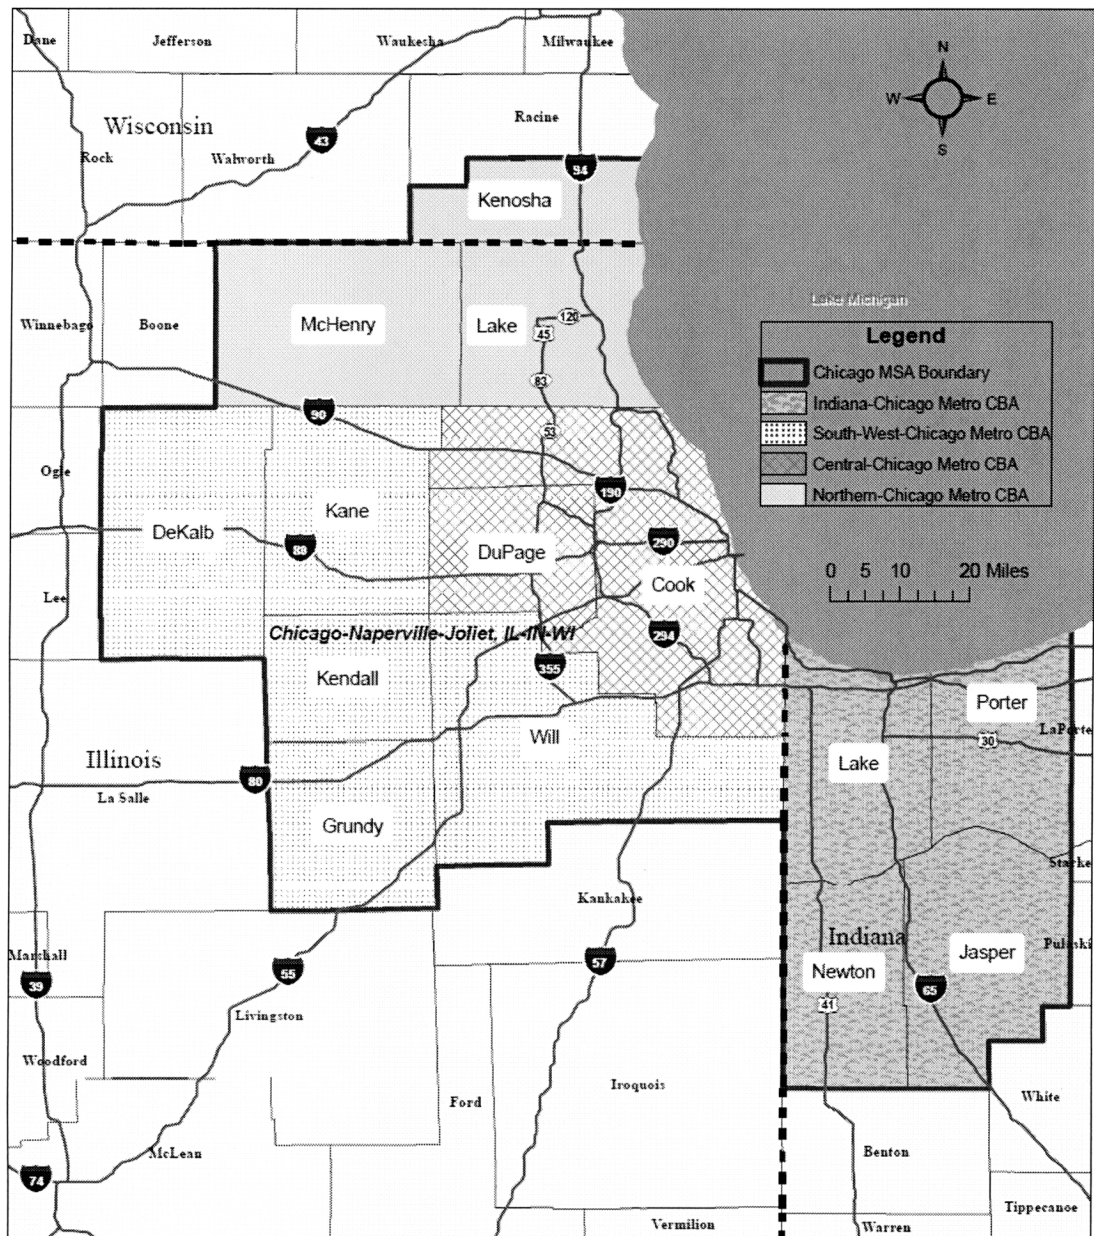 Dane
Jefferson
Waukesha
Milwaukee
N
W
E
S
Wisconsin
Racine
43
Rock
Walworth
94
Kenosha
Lake Michigan
Winnebago
Boone
McHenry
Lake
120
45
83
Legend
Chicago MSA Boundary
Indiana-Chicago Metro CBA
South-West-Chicago Metro CBA
Central-Chicago Metro CBA
Northern-Chicago Metro CBA
90
53
Ogle
190
Kane
DeKalb
88
DuPage
290
Cook
0 5 10 20 Miles
Lee
Chicago-Naperville-Joliet, IL-IN-WI
294
355
Kendall
Porter
LaPorte
Will
30
Illinois
Lake
80
La Salle
Grundy
Starke
Kankakee
Indiana
Pulaski
Marshall
Jasper
57
55
Newton
39
65
41
Livingston
Woodford
Iroquois
Ford
White
McLean
Benton
74
Tippecanoe
Vermilion
Warren